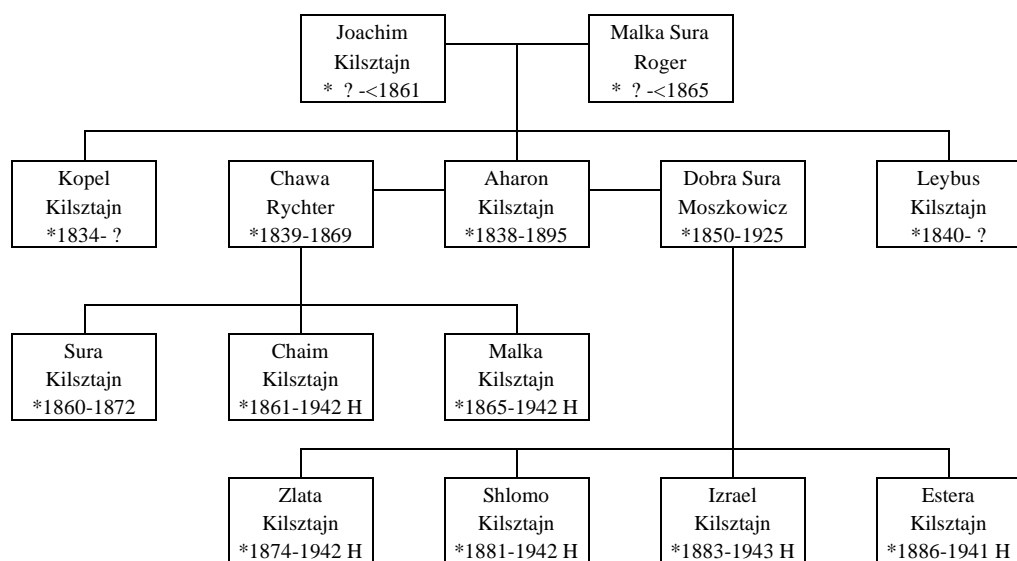 Joachim
Kilsztajn
* ? -<1861
Malka Sura
Roger
* ? -<1865
Kopel
Kilsztajn
*1834- ?
Chawa
Rychter
*1839-1869
Aharon
Kilsztajn
*1838-1895
Dobra Sura
Moszkowicz
*1850-1925
Leybus
Kilsztajn
*1840- ?
Sura
Kilsztajn
*1860-1872
Chaim
Kilsztajn
*1861-1942 H
Malka
Kilsztajn
*1865-1942 H
Zlata
Kilsztajn
*1874-1942 H
Shlomo
Kilsztajn
*1881-1942 H
Izrael
Kilsztajn
*1883-1943 H
Estera
Kilsztajn
*1886-1941 H